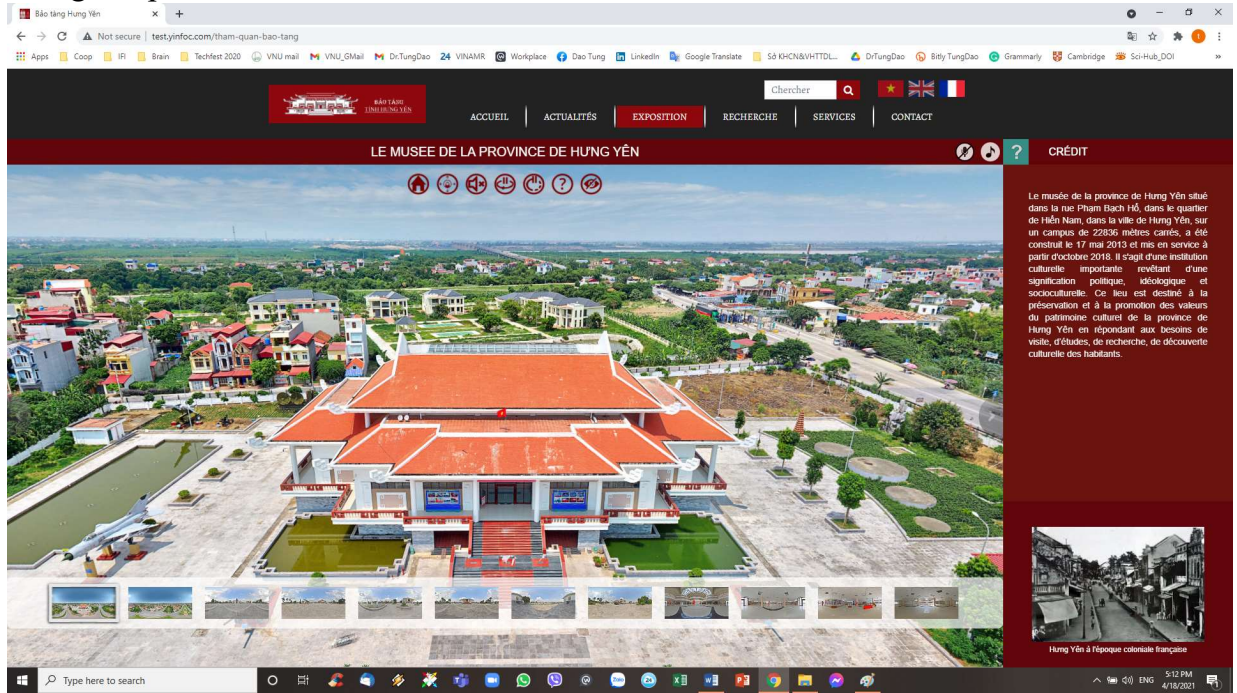 Bảo tàng Hưng Yên
Not secure | test.yinfoc.com/tham-quan-bao-tang
Apps Coop IFI Brain Techfest 2020 VNU mail VNU_GMail Dr.TungDao 24 VINAMR Workplace Dao Tung LinkedIn Google Translate Sở KHCN&VHTTDL... DrTungDao Bitly TungDao Grammarly Cambridge Sci-Hub_DOI »
BẢO TÀNG
TỈNH HƯNG YÊN
Chercher
ACCUEIL ACTUALITÉS EXPOSITION RECHERCHE SERVICES CONTACT
LE MUSEE DE LA PROVINCE DE HƯNG YÊN
? CRÉDIT
Le musée de la province de Hưng Yên situé
dans la rue Phạm Bạch Hổ, dans le quartier
de Hiến Nam, dans la ville de Hưng Yên, sur
un campus de 22836 mètres carrés, a été
construit le 17 mai 2013 et mis en service à
partir d'octobre 2018. Il s'agit d'une institution
culturelle importante revêtant d'une
signification politique, idéologique et
socioculturelle. Ce lieu est destiné à la
préservation et à la promotion des valeurs
du patrimoine culturel de la province de
Hưng Yên en répondant aux besoins de
visite, d'études, de recherche, de découverte
culturelle des habitants.
Hưng Yên à l'époque coloniale française
Type here to search
ENG
5:12 PM
4/18/2021